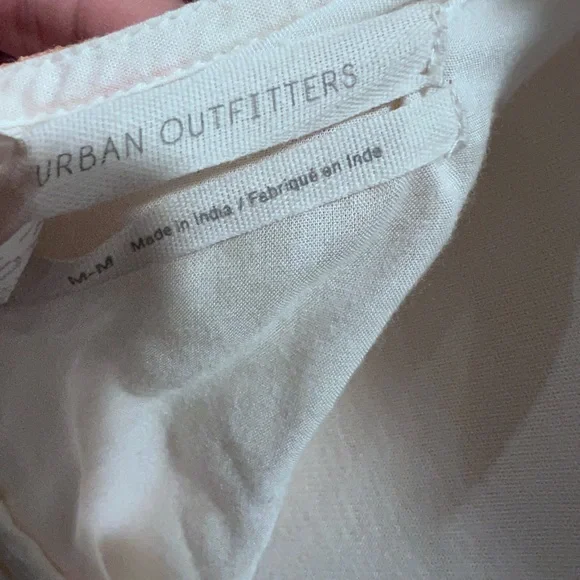 URBAN OUTFITTERS
M-M Made in India / Fabriqué en Inde